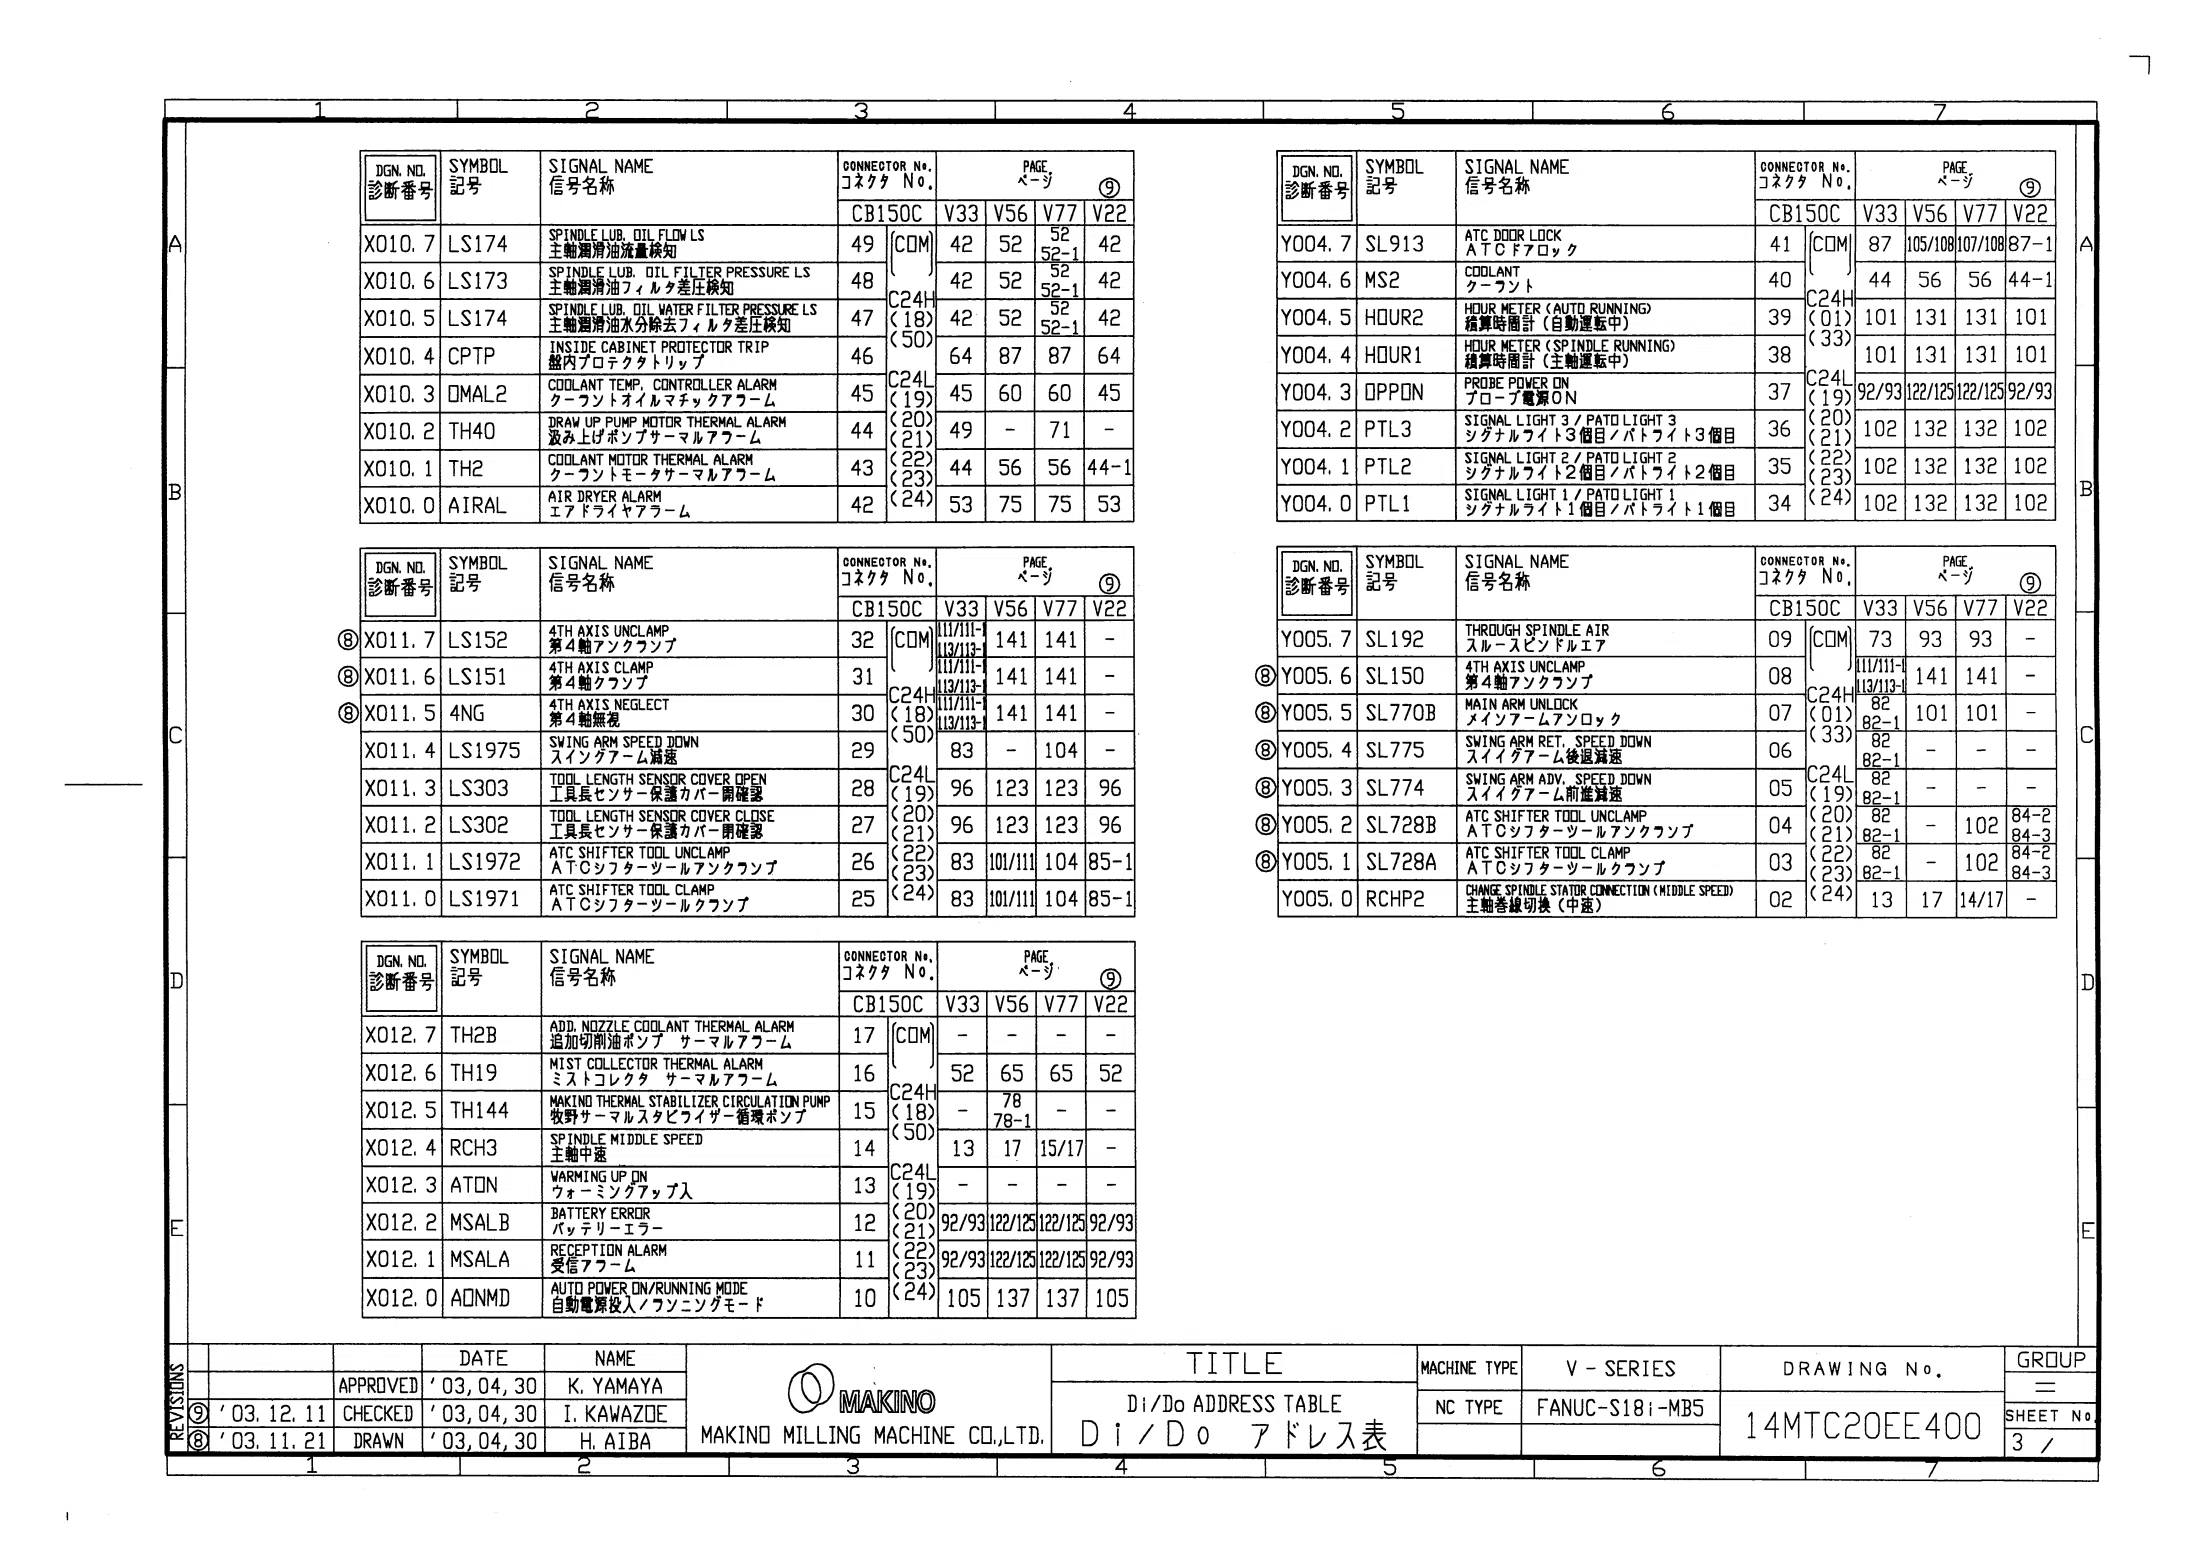 1 2 3 4 5 6 7
DGN. NO. SYMBOL SIGNAL NAME CONNECTOR No. PAGE.
診断番号 記号 信号名称 コネクタ No. ページ ⑨
CB150C V33 V56 V77 V22
X010.7 LS174 SPINDLE LUB. OIL FLOW LS 49 (COM) 42 52 52 42
主軸潤滑油流量検知 52-1
X010.6 LS173 SPINDLE LUB. OIL FILTER PRESSURE LS 48 42 52 52 42
主軸潤滑油フィルタ差圧検知 C24H 52-1
X010.5 LS174 SPINDLE LUB. OIL WATER FILTER PRESSURE LS 47 (18) 42 52 52 42
主軸潤滑油水分除去フィルタ差圧検知 (50) 52-1
X010.4 CPTP INSIDE CABINET PROTECTOR TRIP 46 64 87 87 64
盤内プロテクタトリップ
X010.3 OMAL2 COOLANT TEMP. CONTROLLER ALARM 45 C24L (19) 45 60 60 45
クーラントオイルマチックアラーム
X010.2 TH40 DRAW UP PUMP MOTOR THERMAL ALARM 44 (20) (21) 49 - 71 -
汲み上げポンプサーマルアラーム
X010.1 TH2 COOLANT MOTOR THERMAL ALARM 43 (22) (23) 44 56 56 44-1
クーラントモータサーマルアラーム
X010.0 AIRAL AIR DRYER ALARM 42 (24) 53 75 75 53
エアドライヤアラーム
DGN. NO. SYMBOL SIGNAL NAME CONNECTOR No. PAGE.
診断番号 記号 信号名称 コネクタ No. ページ ⑨
CB150C V33 V56 V77 V22
⑧ X011.7 LS152 4TH AXIS UNCLAMP 32 (COM) 111/111-1 141 141 -
第4軸アンクランプ 113/113-1
⑧ X011.6 LS151 4TH AXIS CLAMP 31 111/111-1 141 141 -
第4軸クランプ C24H 113/113-1
⑧ X011.5 4NG 4TH AXIS NEGLECT 30 (18) 111/111-1 141 141 -
第4軸無視 (50) 113/113-1
X011.4 LS1975 SWING ARM SPEED DOWN 29 83 - 104 -
スイングアーム減速
X011.3 LS303 TOOL LENGTH SENSOR COVER OPEN 28 C24L (19) 96 123 123 96
工具長センサー保護カバー開確認
X011.2 LS302 TOOL LENGTH SENSOR COVER CLOSE 27 (20) (21) 96 123 123 96
工具長センサー保護カバー閉確認
X011.1 LS1972 ATC SHIFTER TOOL UNCLAMP 26 (22) (23) 83 101/111 104 85-1
ATCシフターツールアンクランプ
X011.0 LS1971 ATC SHIFTER TOOL CLAMP 25 (24) 83 101/111 104 85-1
ATCシフターツールクランプ
DGN. NO. SYMBOL SIGNAL NAME CONNECTOR No. PAGE.
診断番号 記号 信号名称 コネクタ No. ページ ⑨
CB150C V33 V56 V77 V22
X012.7 TH2B ADD. NOZZLE COOLANT THERMAL ALARM 17 (COM) - - - -
追加切削油ポンプ サーマルアラーム
X012.6 TH19 MIST COLLECTOR THERMAL ALARM 16 52 65 65 52
ミストコレクタ サーマルアラーム C24H
X012.5 TH144 MAKINO THERMAL STABILIZER CIRCULATION PUMP 15 (18) - 78 - -
牧野サーマルスタビライザー循環ポンプ (50) 78-1
X012.4 RCH3 SPINDLE MIDDLE SPEED 14 13 17 15/17 -
主軸中速
X012.3 ATON WARMING UP ON 13 C24L (19) - - - -
ウォーミングアップ入
X012.2 MSALB BATTERY ERROR 12 (20) (21) 92/93 122/125 122/125 92/93
バッテリーエラー
X012.1 MSALA RECEPTION ALARM 11 (22) (23) 92/93 122/125 122/125 92/93
受信アラーム
X012.0 AONMD AUTO POWER ON/RUNNING MODE 10 (24) 105 137 137 105
自動電源投入/ランニングモード
DGN. NO. SYMBOL SIGNAL NAME CONNECTOR No. PAGE.
診断番号 記号 信号名称 コネクタ No. ページ ⑨
CB150C V33 V56 V77 V22
Y004.7 SL913 ATC DOOR LOCK 41 (COM) 87 105/108 107/108 87-1
ATCドアロック
Y004.6 MS2 COOLANT 40 44 56 56 44-1
クーラント C24H
Y004.5 HOUR2 HOUR METER (AUTO RUNNING) 39 (01) 101 131 131 101
積算時間計(自動運転中) (33)
Y004.4 HOUR1 HOUR METER (SPINDLE RUNNING) 38 101 131 131 101
積算時間計(主軸運転中)
Y004.3 OPPON PROBE POWER ON 37 C24L (19) 92/93 122/125 122/125 92/93
プローブ電源ON
Y004.2 PTL3 SIGNAL LIGHT 3 / PATO LIGHT 3 36 (20) (21) 102 132 132 102
シグナルライト3個目/パトライト3個目
Y004.1 PTL2 SIGNAL LIGHT 2 / PATO LIGHT 2 35 (22) (23) 102 132 132 102
シグナルライト2個目/パトライト2個目
Y004.0 PTL1 SIGNAL LIGHT 1 / PATO LIGHT 1 34 (24) 102 132 132 102
シグナルライト1個目/パトライト1個目
DGN. NO. SYMBOL SIGNAL NAME CONNECTOR No. PAGE.
診断番号 記号 信号名称 コネクタ No. ページ ⑨
CB150C V33 V56 V77 V22
Y005.7 SL192 THROUGH SPINDLE AIR 09 (COM) 73 93 93 -
スルースピンドルエア
⑧ Y005.6 SL150 4TH AXIS UNCLAMP 08 111/111-1 141 141 -
第4軸アンクランプ C24H 113/113-1
⑧ Y005.5 SL770B MAIN ARM UNLOCK 07 (01) 82 101 101 -
メインアームアンロック (33) 82-1
⑧ Y005.4 SL775 SWING ARM RET. SPEED DOWN 06 82 - - -
スイイグアーム後退減速 82-1
⑧ Y005.3 SL774 SWING ARM ADV. SPEED DOWN 05 C24L (19) 82 - - -
スイイグアーム前進減速 82-1
⑧ Y005.2 SL728B ATC SHIFTER TOOL UNCLAMP 04 (20) 82 - 102 84-2
ATCシフターツールアンクランプ (21) 82-1 84-3
⑧ Y005.1 SL728A ATC SHIFTER TOOL CLAMP 03 (22) 82 - 102 84-2
ATCシフターツールクランプ (23) 82-1 84-3
Y005.0 RCHP2 CHANGE SPINDLE STATOR CONNECTION (MIDDLE SPEED) 02 (24) 13 17 14/17 -
主軸巻線切換(中速)
A B C D E
A B C D E
REVISIONS
DATE NAME
APPROVED '03,04,30 K. YAMAYA
⑨ '03.12.11 CHECKED '03,04,30 I. KAWAZOE
⑧ '03.11.21 DRAWN '03,04,30 H. AIBA
MAKINO
MAKINO MILLING MACHINE CO.,LTD.
TITLE
Di/Do ADDRESS TABLE
Di/Do アドレス表
MACHINE TYPE V-SERIES
NC TYPE FANUC-S18i-MB5
DRAWING No.
14MTC20EE400
GROUP
=
SHEET No.
3 /
1 2 3 4 5 6 7